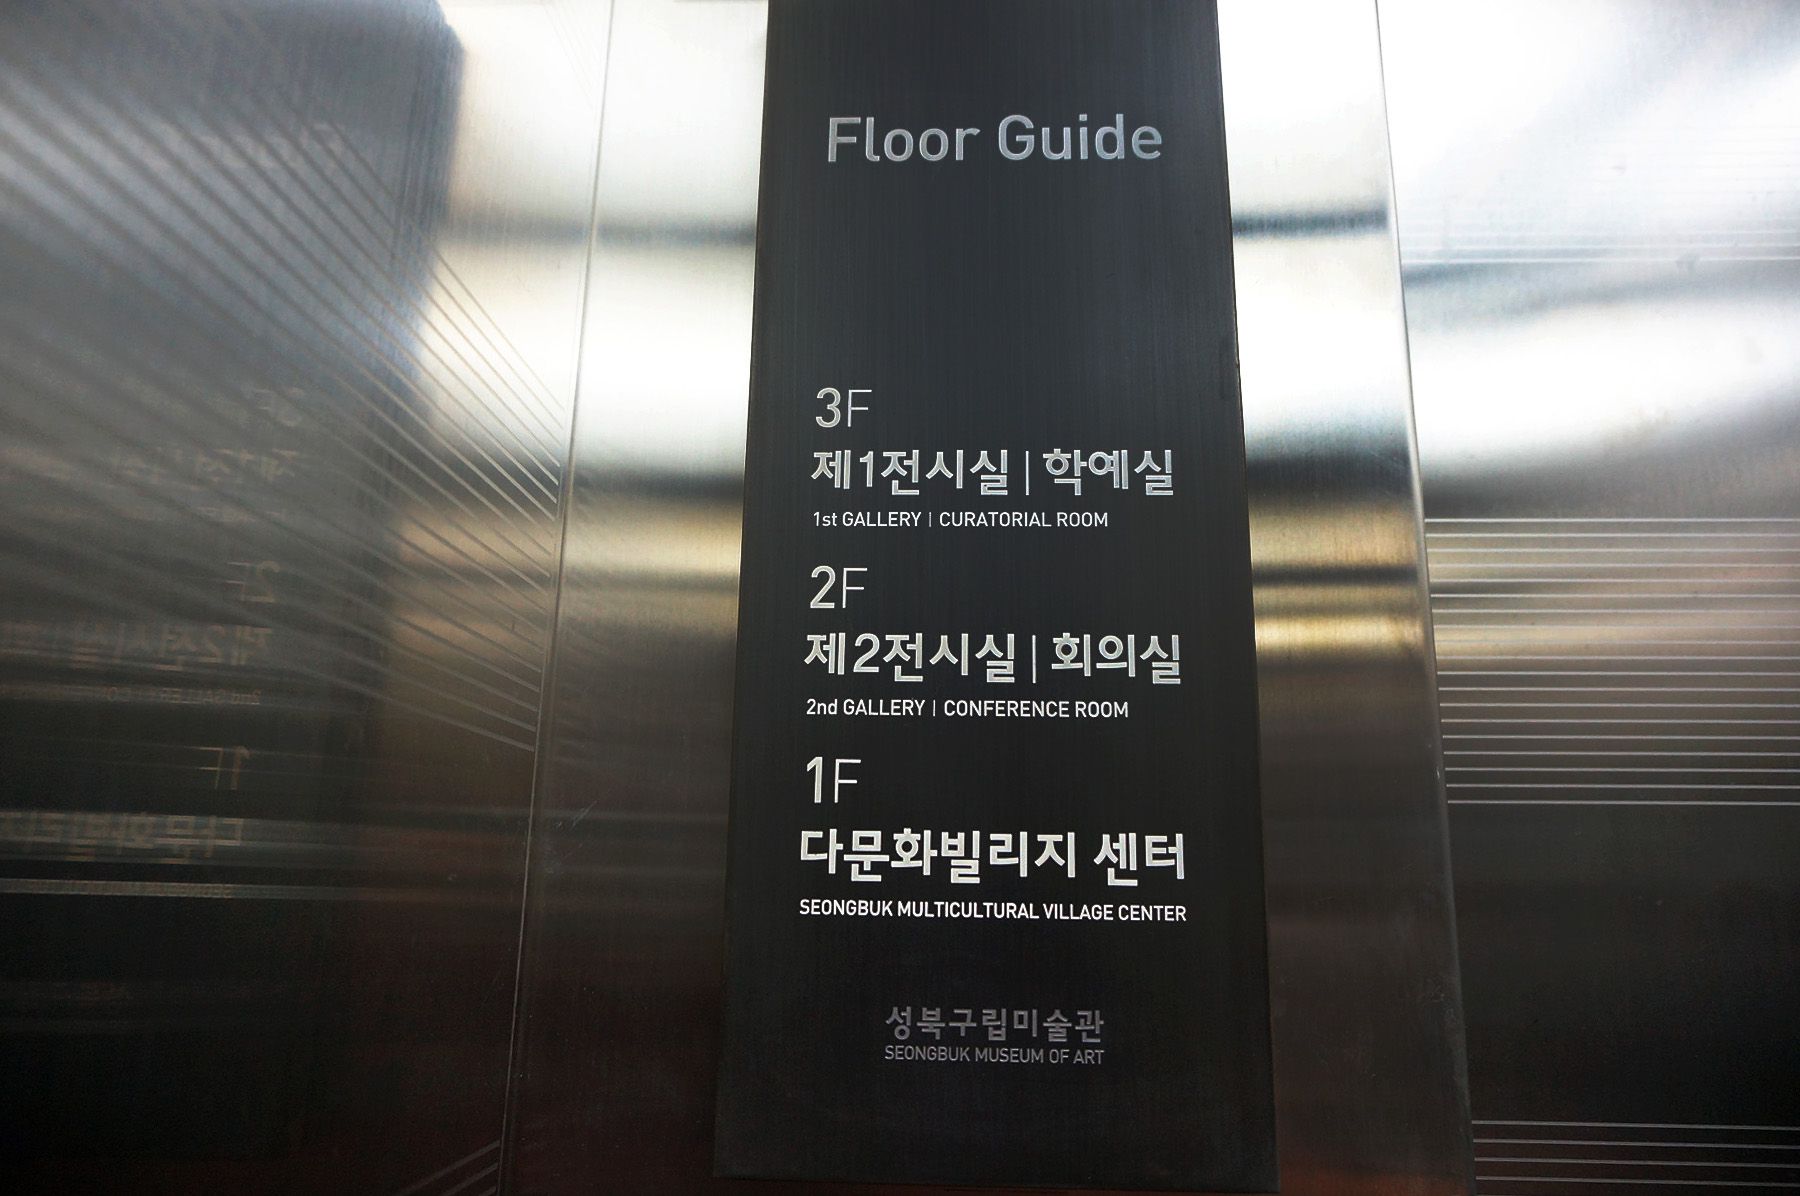 Floor Guide
3F
제1전시실 | 학예실
1st GALLERY | CURATORIAL ROOM
2F
제2전시실 | 회의실
2nd GALLERY | CONFERENCE ROOM
1F
다문화빌리지 센터
SEONGBUK MULTICULTURAL VILLAGE CENTER
성북구립미술관
SEONGBUK MUSEUM OF ART